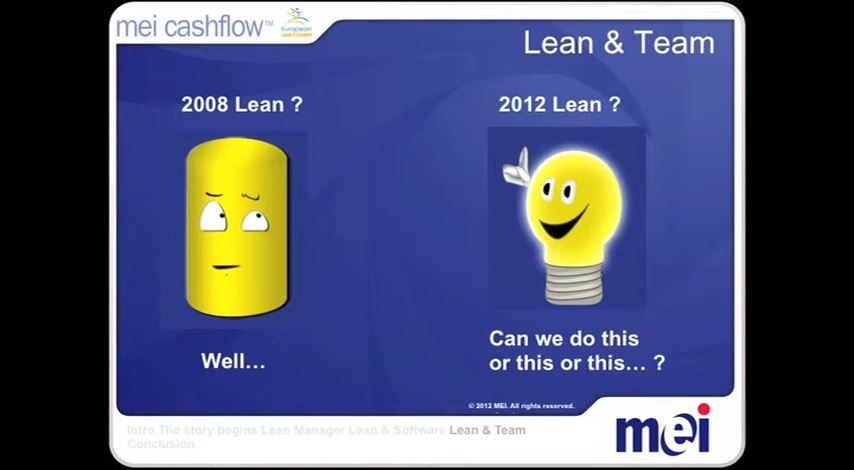 mei cashflow™
European
Lean & Team
2008 Lean ?
2012 Lean ?
Well...
Can we do this
or this or this... ?
© 2012 MEI. All rights reserved.
Intro The story begins Lean Manager Lean & Software Lean & Team
Conclusion
mei